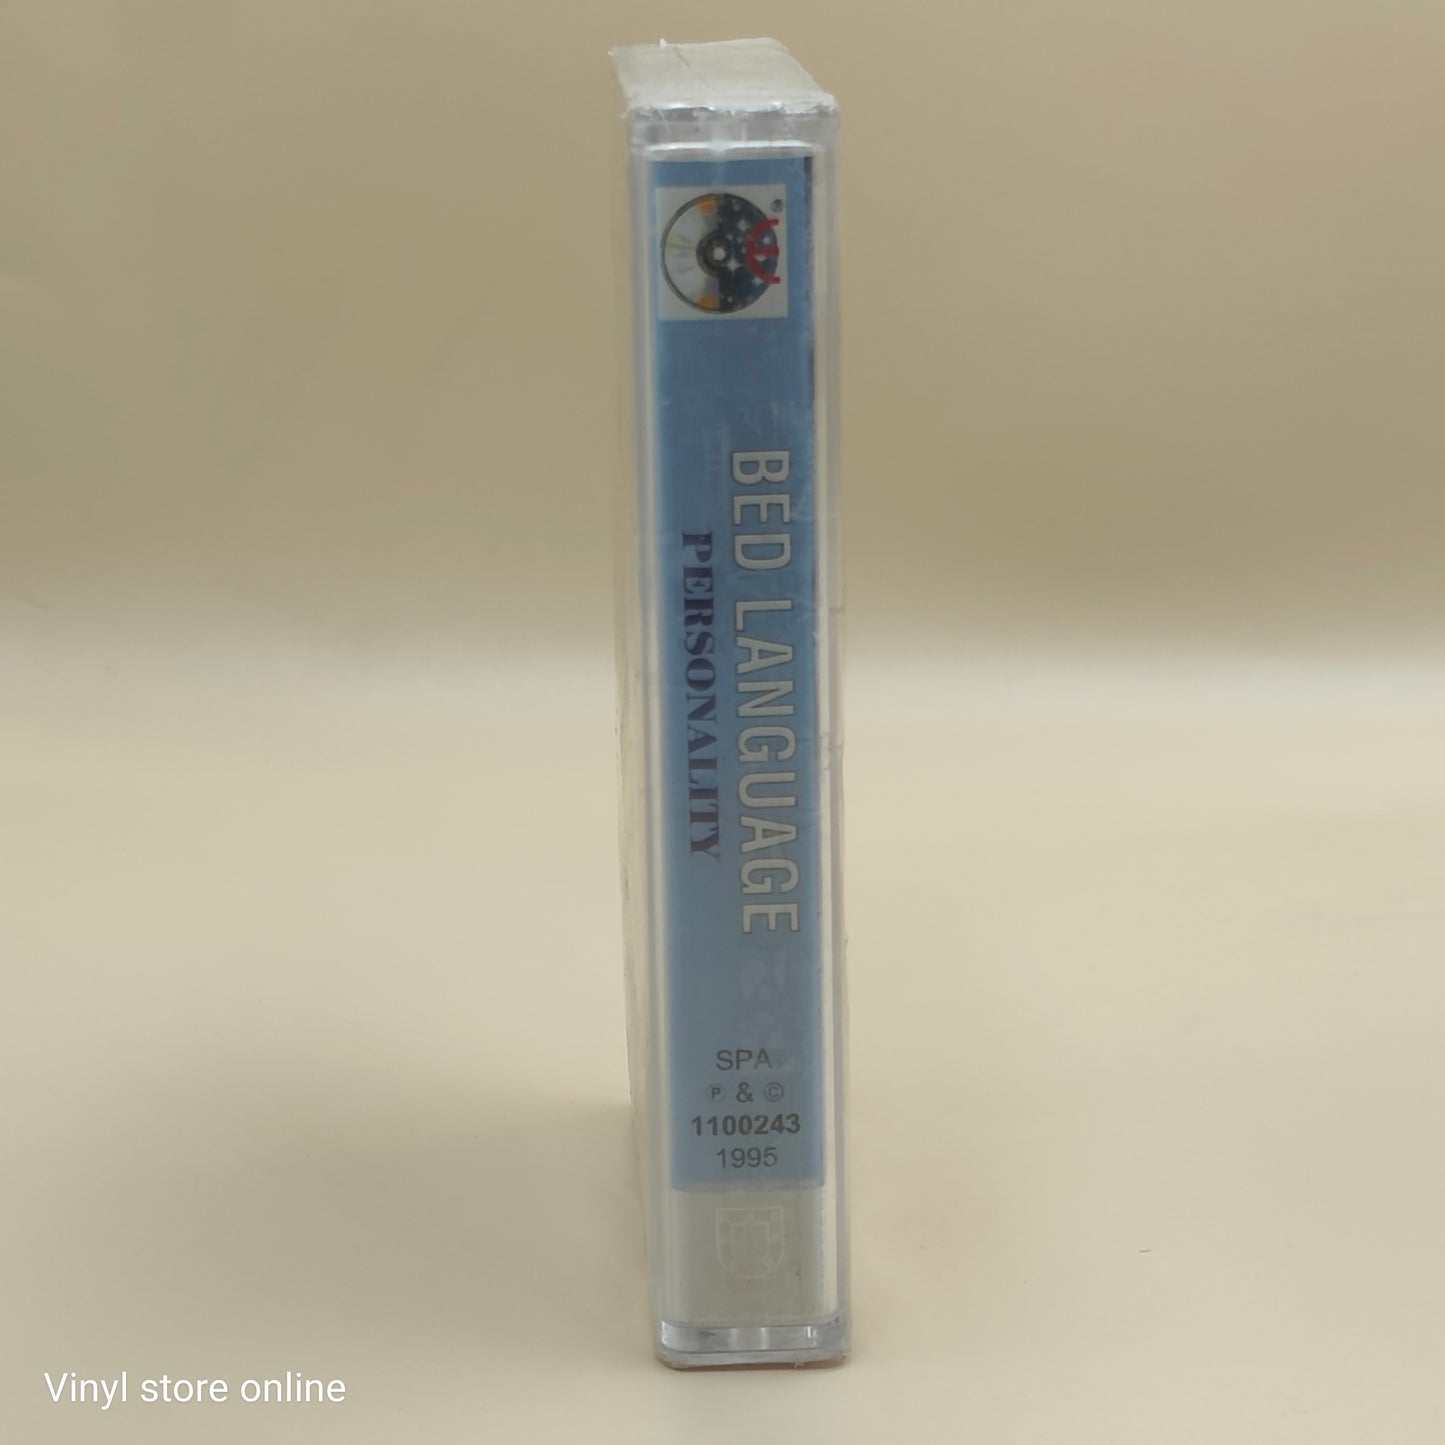 ®
BED LANGUAGE
PERSONALITY
SPA
℗ & ©
1100243
1995
Vinyl store online